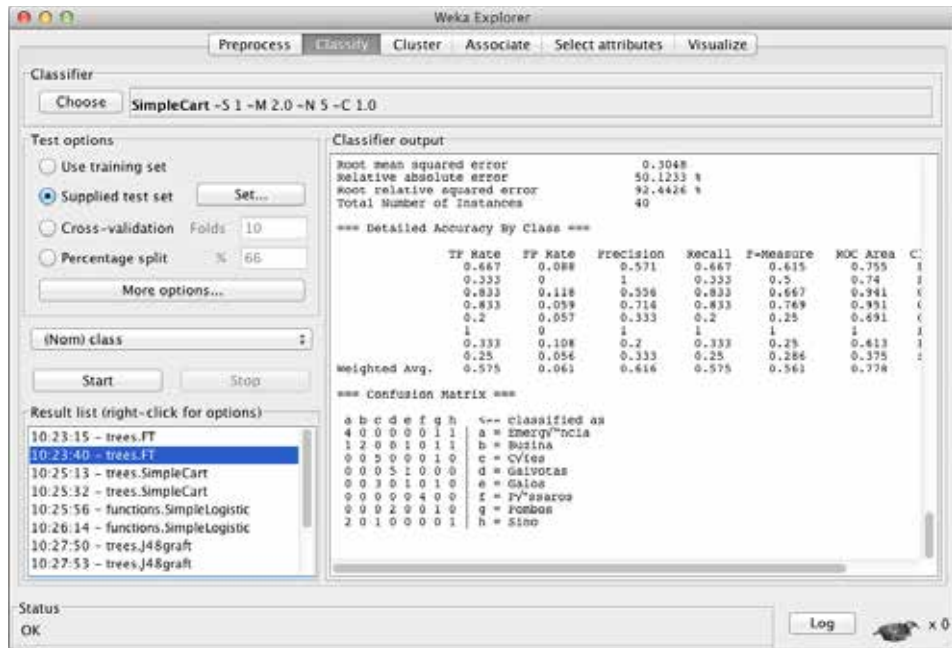 Weka Explorer
Preprocess Classify Cluster Associate Select attributes Visualize
Classifier
Choose SimpleCart -S 1 -M 2.0 -N 5 -C 1.0
Test options
Use training set
Supplied test set Set...
Cross-validation Folds 10
Percentage split % 66
More options...
(Nom) class
Start Stop
Result list (right-click for options)
10:23:15 - trees.FT
10:23:40 - trees.FT
10:25:13 - trees.SimpleCart
10:25:32 - trees.SimpleCart
10:25:56 - functions.SimpleLogistic
10:26:14 - functions.SimpleLogistic
10:27:50 - trees.J48graft
10:27:53 - trees.J48graft
Classifier output
Root mean squared error 0.3048
Relative absolute error 50.1233 %
Root relative squared error 92.4426 %
Total Number of Instances 40
=== Detailed Accuracy By Class ===
TP Rate FP Rate Precision Recall F-Measure ROC Area
0.667 0.088 0.571 0.667 0.615 0.755
0.333 0 1 0.333 0.5 0.74
0.833 0.118 0.556 0.833 0.667 0.941
0.833 0.059 0.714 0.833 0.769 0.951
0.2 0.057 0.333 0.2 0.25 0.691
1 0 1 1 1 1
0.333 0.108 0.2 0.333 0.25 0.613
0.25 0.056 0.333 0.25 0.286 0.375
Weighted Avg. 0.575 0.061 0.616 0.575 0.561 0.778
=== Confusion Matrix ===
a b c d e f g h <-- classified as
4 0 0 0 0 0 1 1 | a = Emerg√™ncia
1 2 0 0 1 0 1 1 | b = Buzina
0 0 5 0 0 0 1 0 | c =
0 0 0 5 1 0 0 0 | d = Gaivotas
0 0 3 0 1 0 1 0 | e = Galos
0 0 0 0 0 4 0 0 | f =
0 0 0 2 0 0 1 0 | g = Pombos
2 0 1 0 0 0 0 1 | h = Sino
Status
OK
Log x 0